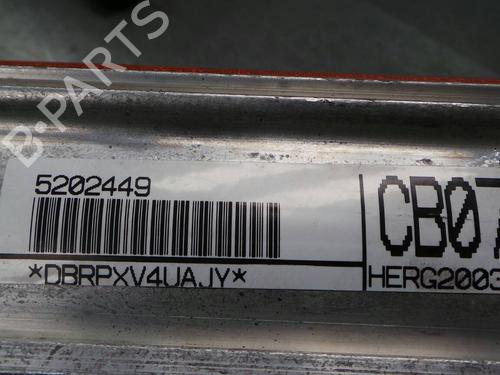 B-PARTS
5202449
CB07
*DBRPXV4UAJY*
HERG2003